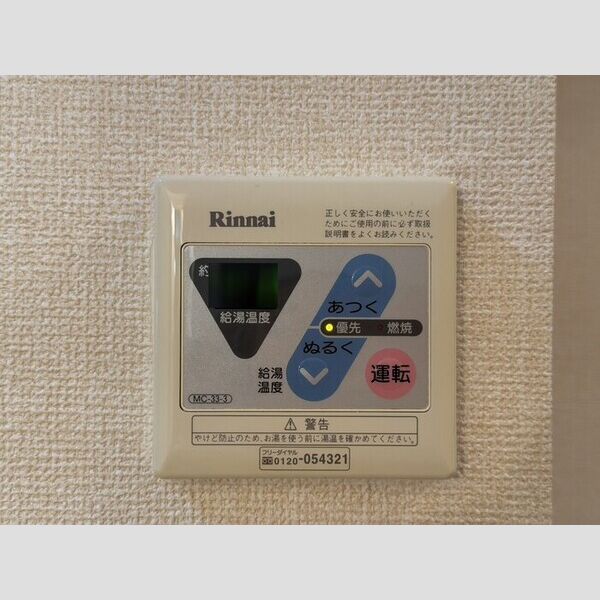 Rinnai
正しく安全にお使いいただく
ためにご使用の前に必ず取扱
説明書をよくお読みください。
約
給湯温度
あつく
優先 燃焼
ぬるく
給湯
温度
運転
MC-33-3
⚠ 警告
やけど防止のため、お湯を使う前に湯温を確かめてください。
フリーダイヤル
0120-054321